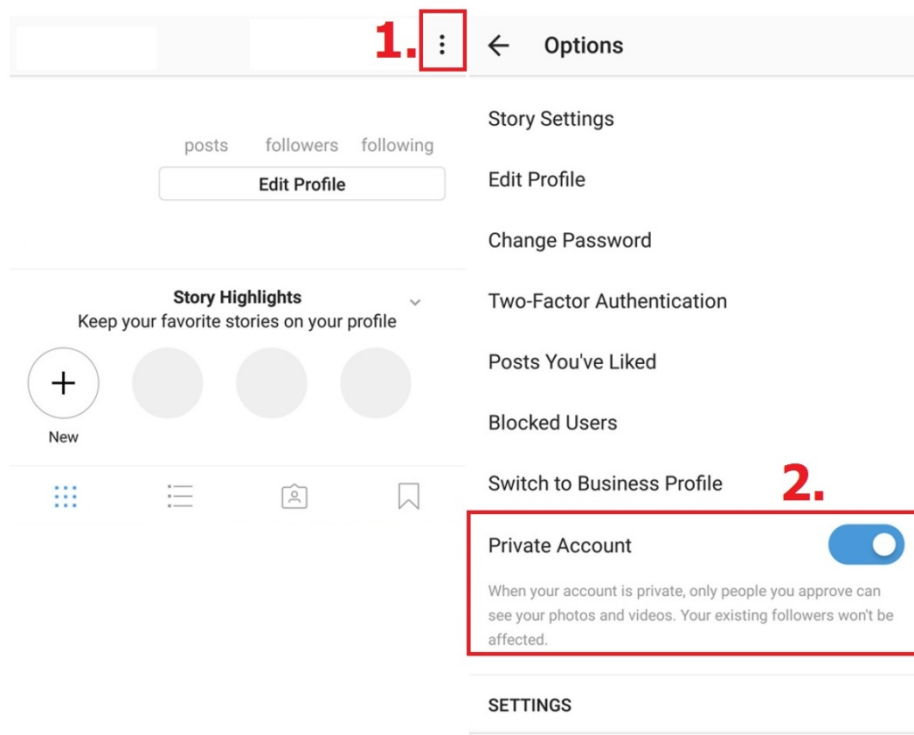 1.
posts followers following
Edit Profile
Story Highlights
Keep your favorite stories on your profile
New
Options
Story Settings
Edit Profile
Change Password
Two-Factor Authentication
Posts You've Liked
Blocked Users
Switch to Business Profile
2.
Private Account
When your account is private, only people you approve can
see your photos and videos. Your existing followers won't be
affected.
SETTINGS